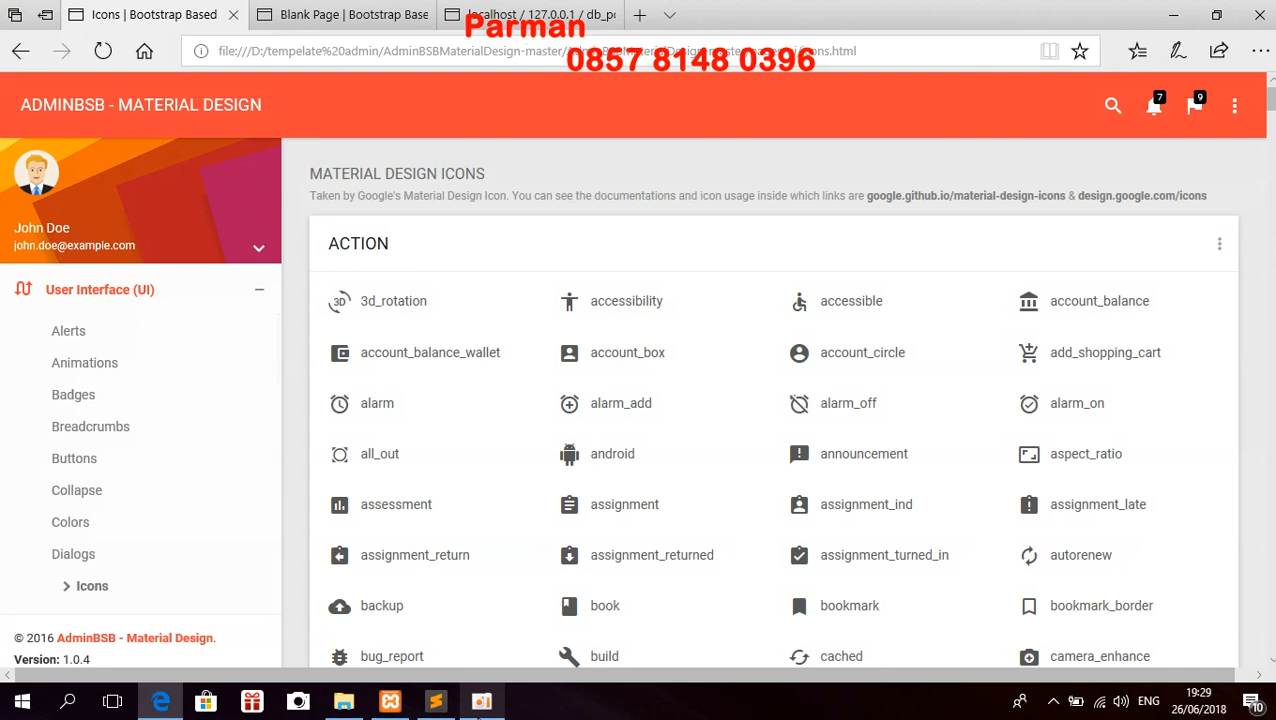 Icons | Bootstrap Based
Blank Page | Bootstrap Base
localhost / 127.0.0.1 / db_po
Parman
0857 8148 0396
ADMINBSB - MATERIAL DESIGN
7
9
John Doe
john.doe@example.com
User Interface (UI)
Alerts
Animations
Badges
Breadcrumbs
Buttons
Collapse
Colors
Dialogs
Icons
© 2016 AdminBSB - Material Design.
Version: 1.0.4
MATERIAL DESIGN ICONS
Taken by Google's Material Design Icon. You can see the documentations and icon usage inside which links are google.github.io/material-design-icons & design.google.com/icons
ACTION
3D 3d_rotation accessibility accessible account_balance
account_balance_wallet account_box account_circle add_shopping_cart
alarm alarm_add alarm_off alarm_on
all_out android announcement aspect_ratio
assessment assignment assignment_ind assignment_late
assignment_return assignment_returned assignment_turned_in autorenew
backup book bookmark bookmark_border
bug_report build cached camera_enhance
ENG
19:29
26/06/2018
10